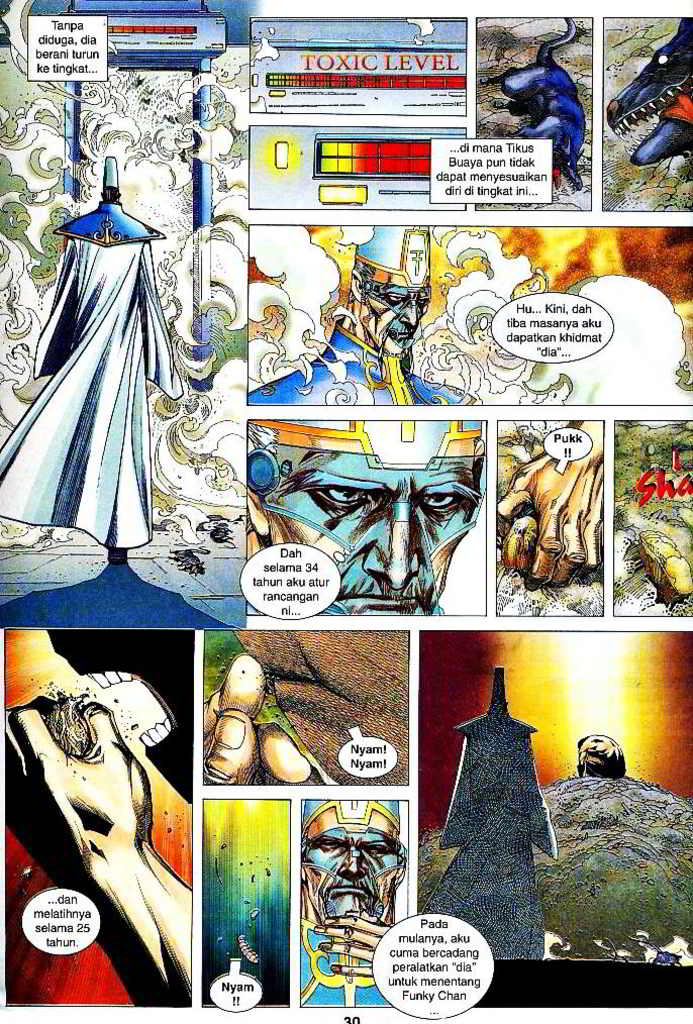 Tanpa
diduga, dia
berani turun
ke tingkat...
TOXIC LEVEL
...di mana Tikus
Buaya pun tidak
dapat menyesuaikan
diri di tingkat ini...
Hu... Kini, dah
tiba masanya aku
dapatkan khidmat
"dia"...
Dah
selama 34
tahun aku atur
rancangan
ni...
Pukk
!!
Sha
...dan
melatihnya
selama 25
tahun.
Nyam!
Nyam!
Nyam
!!
Pada
mulanya, aku
cuma bercadang
peralatkan "dia"
untuk menentang
Funky Chan
...
30